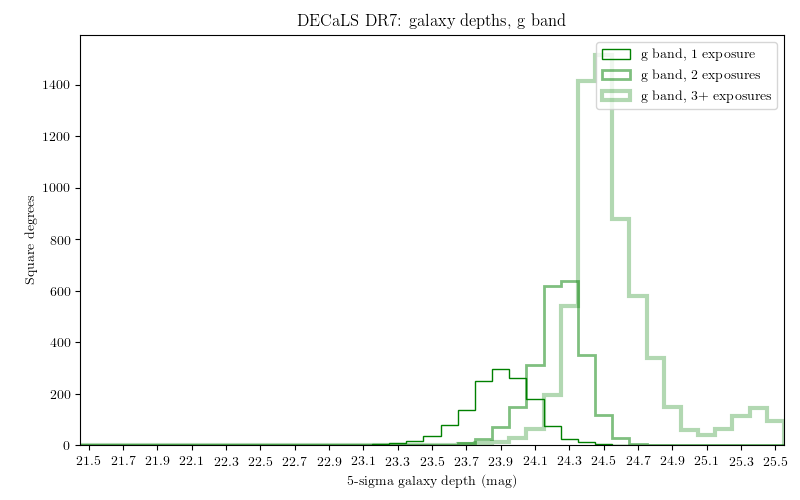 DECaLS DR7: galaxy depths, g band
g band, 1 exposure
g band, 2 exposures
g band, 3+ exposures
1400
1200
1000
800
600
400
200
0
Square degrees
21.5 21.7 21.9 22.1 22.3 22.5 22.7 22.9 23.1 23.3 23.5 23.7 23.9 24.1 24.3 24.5 24.7 24.9 25.1 25.3 25.5
5-sigma galaxy depth (mag)